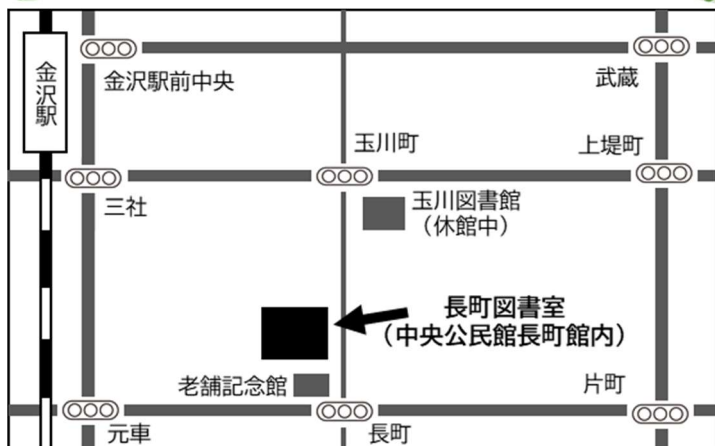 金沢駅
金沢駅前中央
武蔵
玉川町
上堤町
三社
玉川図書館
（休館中）
長町図書室
（中央公民館長町館内）
老舗記念館
片町
元車
長町